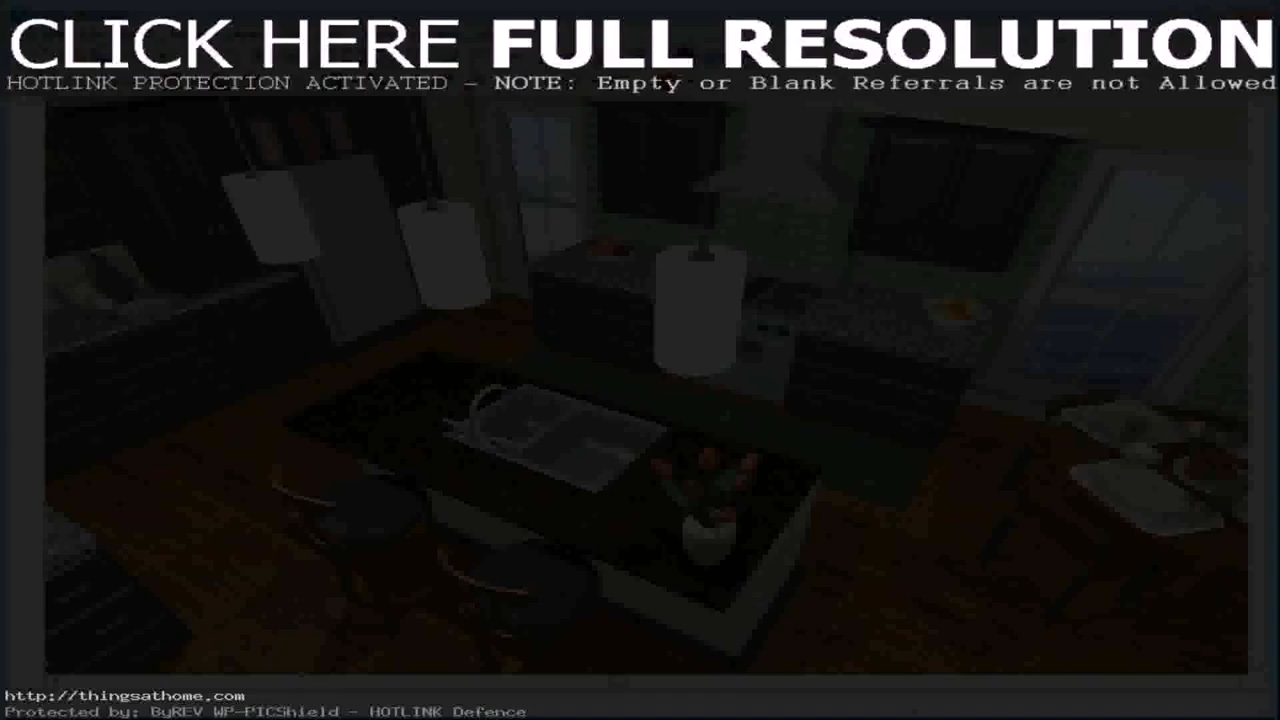 CLICK HERE FULL RESOLUTION
HOTLINK PROTECTION ACTIVATED - NOTE: Empty or Blank Referrals are not Allowed
http://thingsathome.com
Protected by: ByREV WP-PICShield - HOTLINK Defence